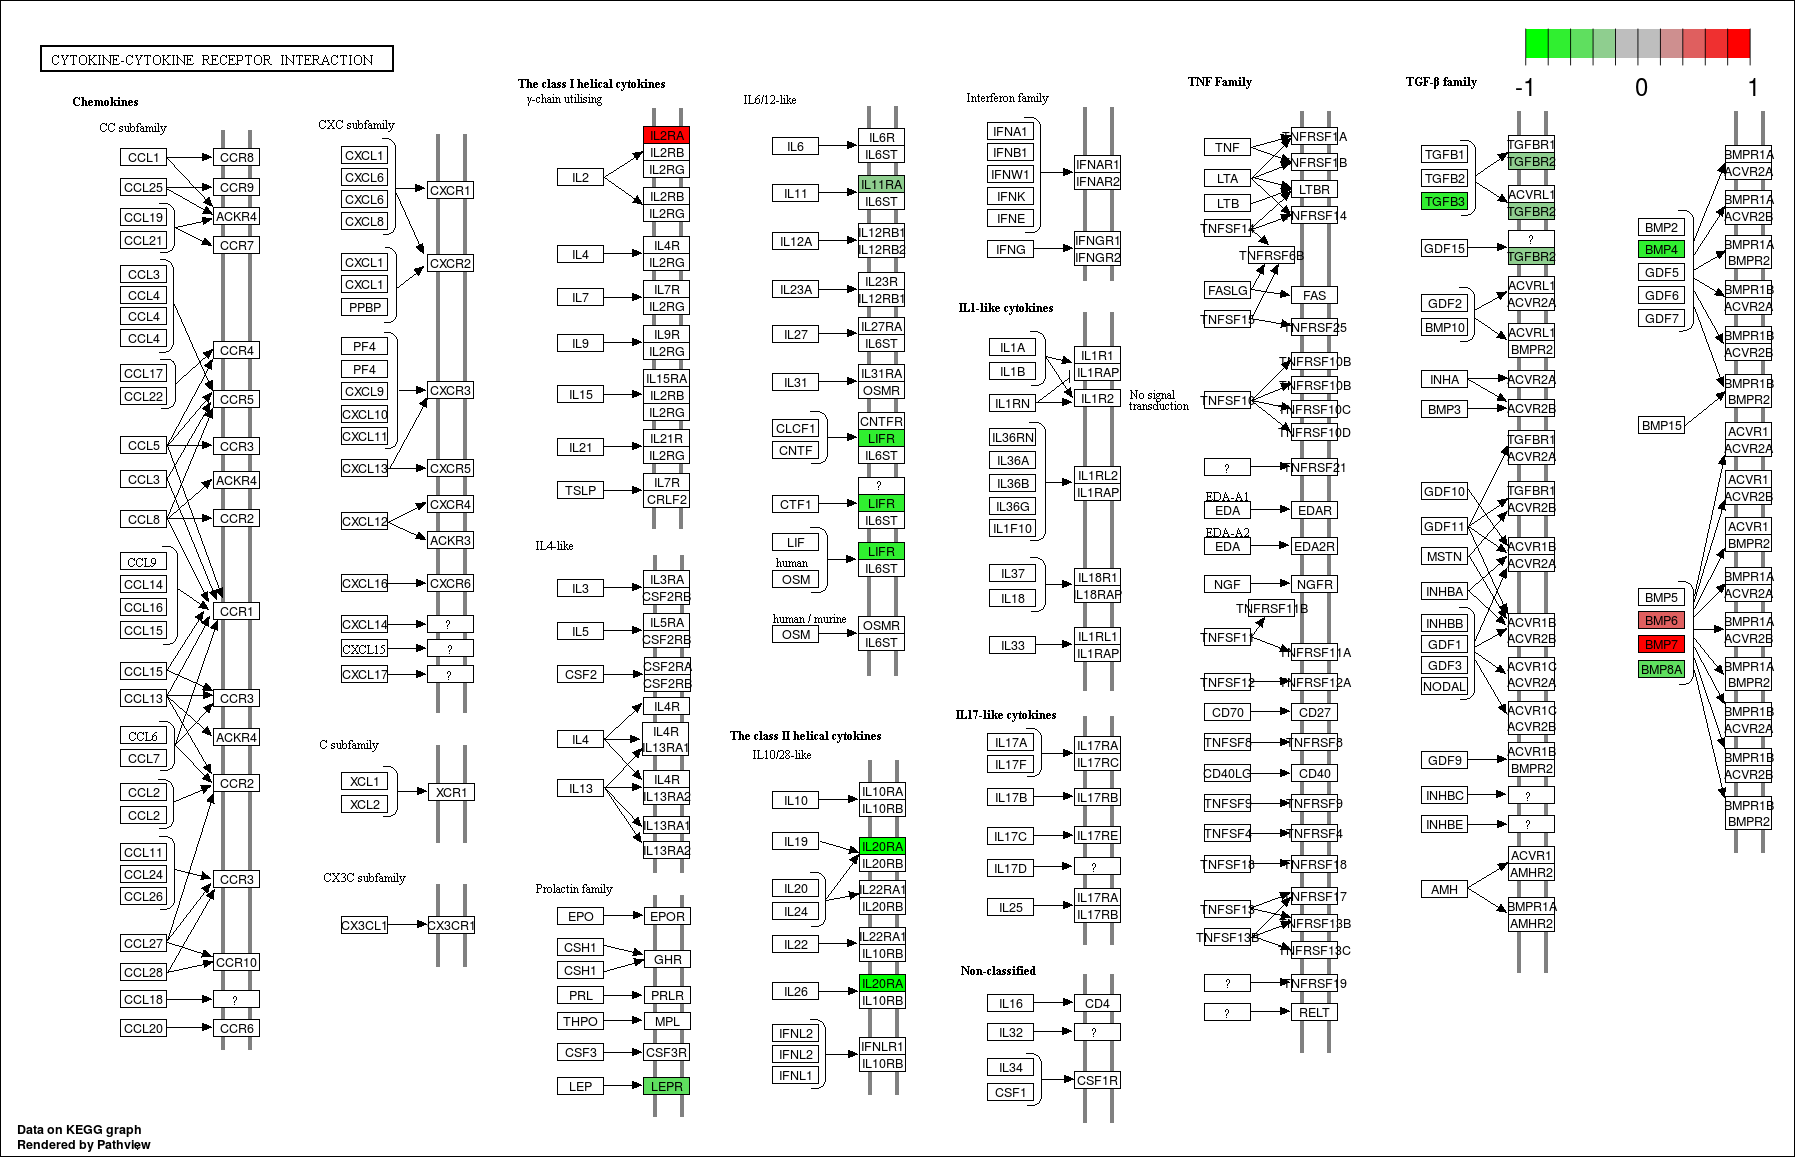 CYTOKINE-CYTOKINE RECEPTOR INTERACTION
-1 0 1
Chemokines
CC subfamily
CCL1
CCR8
CCL25
CCR9
CCL19
ACKR4
CCL21
CCR7
CCL3
CCL4
CCL4
CCL4
CCR4
CCL17
CCL22
CCR5
CCL5
CCR3
CCL3
ACKR4
CCL8
CCR2
CCL9
CCL14
CCL16
CCL15
CCR1
CCL15
CCL13
CCR3
CCL6
ACKR4
CCL7
CCR2
CCL2
CCL2
CCL11
CCL24
CCL26
CCR3
CCL27
CCR10
CCL28
CCL18
?
CCL20
CCR6
CXC subfamily
CXCL1
CXCL6
CXCL6
CXCL8
CXCR1
CXCL1
CXCL1
PPBP
CXCR2
PF4
PF4
CXCL9
CXCL10
CXCL11
CXCR3
CXCL13
CXCR5
CXCL12
CXCR4
ACKR3
CXCL16
CXCR6
CXCL14
?
CXCL15
?
CXCL17
?
C subfamily
XCL1
XCL2
XCR1
CX3C subfamily
CX3CL1
CX3CR1
The class I helical cytokines
γ-chain utilising
IL2
IL2RA
IL2RB
IL2RG
IL2RB
IL2RG
IL4
IL4R
IL2RG
IL7
IL7R
IL2RG
IL9
IL9R
IL2RG
IL15
IL15RA
IL2RB
IL2RG
IL21
IL21R
IL2RG
TSLP
IL7R
CRLF2
IL4-like
IL3
IL3RA
CSF2RB
IL5
IL5RA
CSF2RB
CSF2
CSF2RA
CSF2RB
IL4
IL4R
IL4R
IL13RA1
IL13
IL4R
IL13RA2
IL13RA1
IL13RA2
Prolactin family
EPO
EPOR
CSH1
CSH1
GHR
PRL
PRLR
THPO
MPL
CSF3
CSF3R
LEP
LEPR
IL6/12-like
IL6
IL6R
IL6ST
IL11
IL11RA
IL6ST
IL12A
IL12RB1
IL12RB2
IL23A
IL23R
IL12RB1
IL27
IL27RA
IL6ST
IL31
IL31RA
OSMR
CLCF1
CNTF
CNTFR
LIFR
IL6ST
CTF1
?
LIFR
IL6ST
LIF
human
OSM
LIFR
IL6ST
human / murine
OSM
OSMR
IL6ST
The class II helical cytokines
IL10/28-like
IL10
IL10RA
IL10RB
IL19
IL20RA
IL20RB
IL20
IL24
IL22RA1
IL20RB
IL22
IL22RA1
IL10RB
IL26
IL20RA
IL10RB
IFNL2
IFNL2
IFNL1
IFNLR1
IL10RB
Interferon family
IFNA1
IFNB1
IFNW1
IFNK
IFNE
IFNAR1
IFNAR2
IFNG
IFNGR1
IFNGR2
IL1-like cytokines
IL1A
IL1B
IL1RN
IL1R1
IL1RAP
IL1R2
No signal
transduction
IL36RN
IL36A
IL36B
IL36G
IL1F10
IL1RL2
IL1RAP
IL37
IL18
IL18R1
IL18RAP
IL33
IL1RL1
IL1RAP
IL17-like cytokines
IL17A
IL17F
IL17RA
IL17RC
IL17B
IL17RB
IL17C
IL17RE
IL17D
?
IL25
IL17RA
IL17RB
Non-classified
IL16
CD4
IL32
?
IL34
CSF1
CSF1R
TNF Family
TNF
TNFRSF1A
LTA
TNFRSF1B
LTB
LTBR
TNFSF14
TNFRSF14
TNFRSF6B
FASLG
FAS
TNFSF15
TNFRSF25
TNFSF10
TNFRSF10B
TNFRSF10B
TNFRSF10C
TNFRSF10D
?
TNFRSF21
EDA-A1
EDA
EDAR
EDA-A2
EDA
EDA2R
NGF
NGFR
TNFRSF11B
TNFSF11
TNFRSF11A
TNFSF12
TNFRSF12A
CD70
CD27
TNFSF8
TNFRSF8
CD40LG
CD40
TNFSF9
TNFRSF9
TNFSF4
TNFRSF4
TNFSF18
TNFRSF18
TNFSF13
TNFRSF17
TNFRSF13B
TNFSF13B
TNFRSF13C
?
TNFRSF19
?
RELT
TGF-β family
TGFB1
TGFB2
TGFB3
TGFBR1
TGFBR2
ACVRL1
TGFBR2
GDF15
?
TGFBR2
GDF2
BMP10
ACVRL1
ACVR2A
ACVRL1
BMPR2
INHA
ACVR2A
BMP3
ACVR2B
TGFBR1
ACVR2A
GDF10
TGFBR1
ACVR2B
GDF11
MSTN
ACVR1B
ACVR2A
INHBA
INHBB
GDF1
GDF3
NODAL
ACVR1B
ACVR2B
ACVR1C
ACVR2A
ACVR1C
ACVR2B
GDF9
ACVR1B
BMPR2
INHBC
?
INHBE
?
AMH
ACVR1
AMHR2
BMPR1A
AMHR2
BMP2
BMP4
GDF5
GDF6
GDF7
BMPR1A
ACVR2A
BMPR1A
ACVR2B
BMPR1A
BMPR2
BMPR1B
ACVR2A
BMPR1B
ACVR2B
BMPR1B
BMPR2
BMP15
ACVR1
ACVR2A
ACVR1
ACVR2B
ACVR1
BMPR2
BMP5
BMP6
BMP7
BMP8A
BMPR1A
ACVR2A
BMPR1A
ACVR2B
BMPR1A
BMPR2
BMPR1B
ACVR2A
BMPR1B
ACVR2B
BMPR1B
BMPR2
Data on KEGG graph
Rendered by Pathview